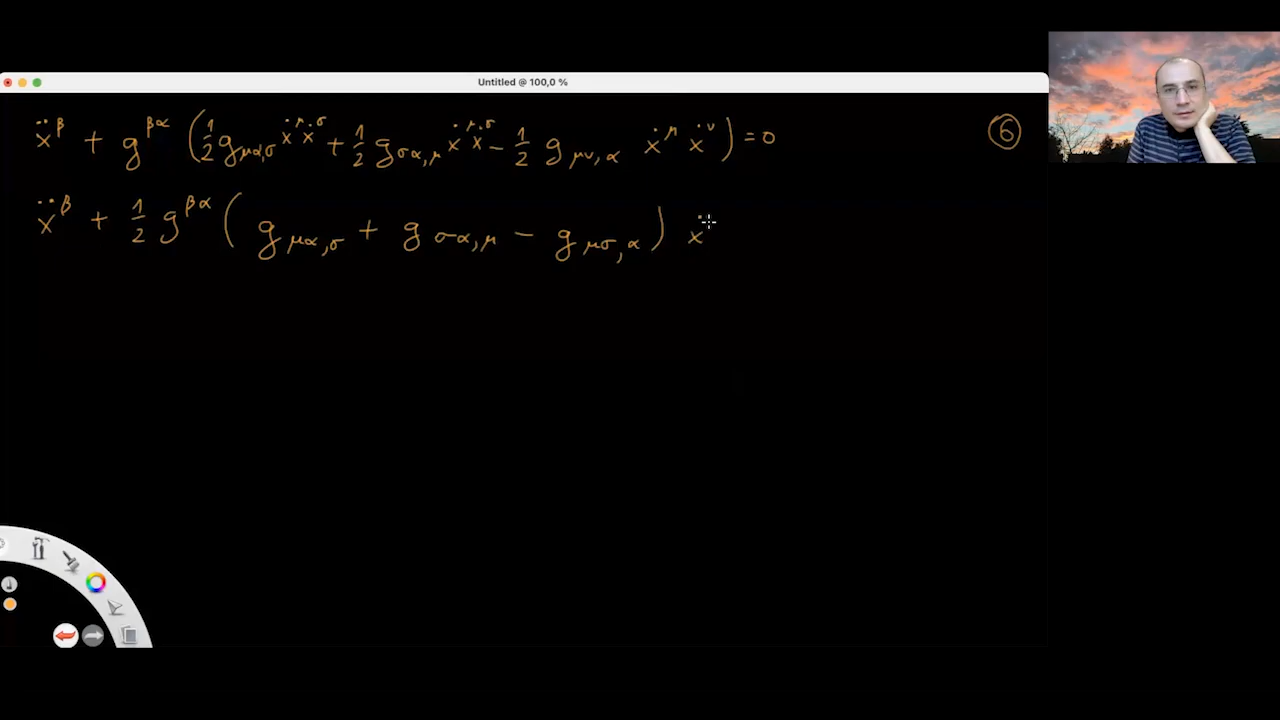 Untitled @ 100,0 %
ẍ^β + g^{βα} (½ g_{μα,σ} ẋ^μ ẋ^σ + ½ g_{σα,μ} ẋ^μ ẋ^σ − ½ g_{μν,α} ẋ^μ ẋ^ν) = 0
6
ẍ^β + ½ g^{βα} ( g_{μα,σ} + g_{σα,μ} − g_{μσ,α} ) ẋ